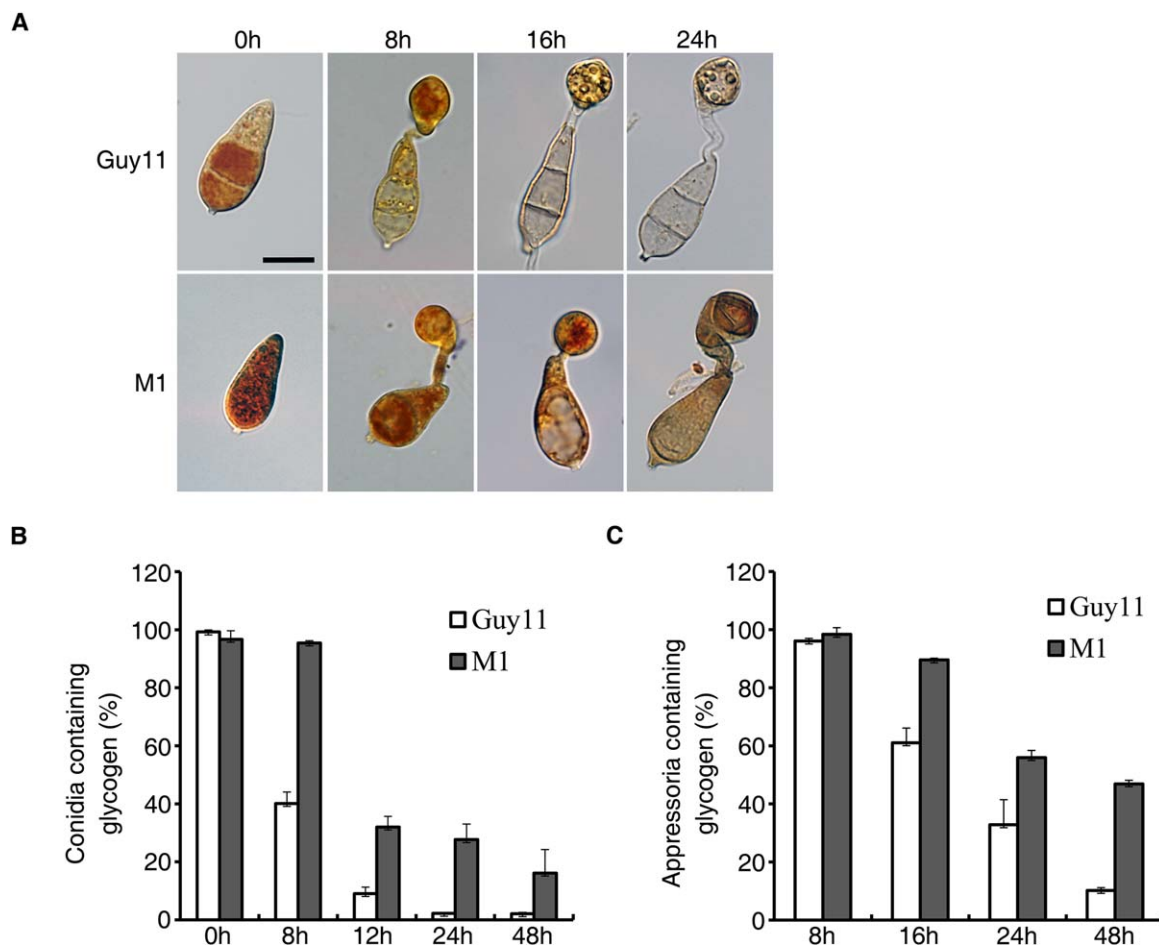 A
0h 8h 16h 24h
Guy11
M1
B
120
100
80
60
40
20
0
Conidia containing
glycogen (%)
Guy11
M1
0h 8h 12h 24h 48h
C
120
100
80
60
40
20
0
Appressoria containing
glycogen (%)
Guy11
M1
8h 16h 24h 48h